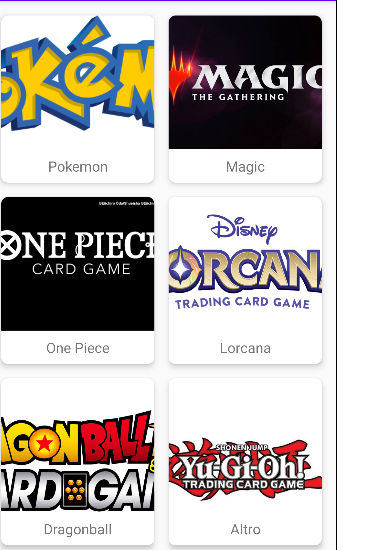 OKÉM
MAGIC
THE GATHERING
Pokemon
Magic
ONE PIECE
CARD GAME
One Piece
Disney
ORCAN
TRADING CARD GAME
Lorcana
AGON BALL
ARD GAM
Dragonball
SHONEN JUMP
Yu-Gi-Oh!
TRADING CARD GAME
Altro